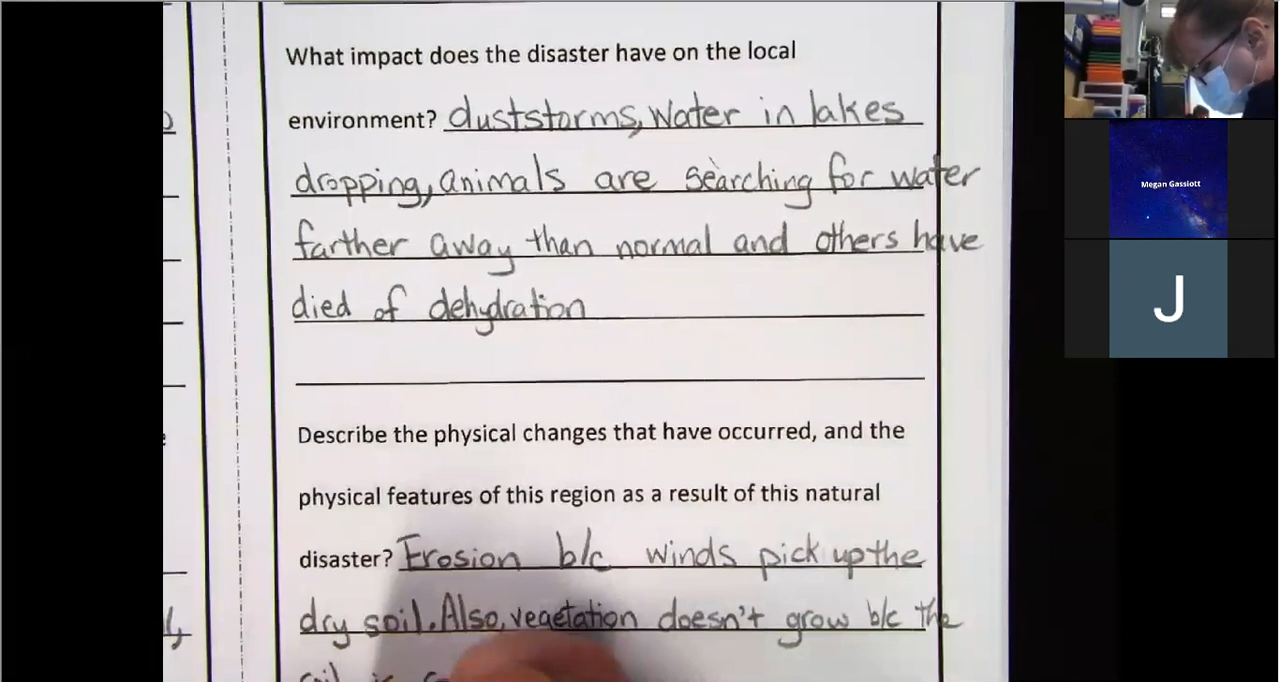 What impact does the disaster have on the local
environment? duststorms, Water in lakes
dropping, animals are searching for water
farther away than normal and others have
died of dehydration
Describe the physical changes that have occurred, and the
physical features of this region as a result of this natural
disaster? Erosion b/c winds pick up the
dry soil. Also, vegetation doesn't grow b/c the
soil is
Megan Gassiott
J